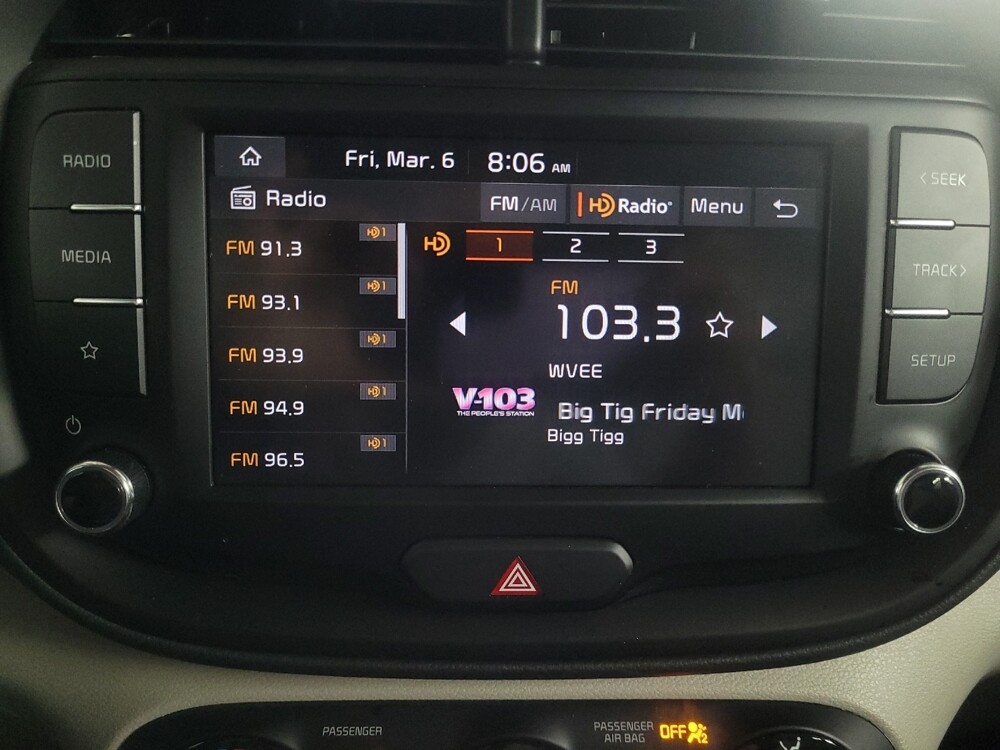 Fri, Mar. 6 8:06 AM
RADIO
< SEEK
Radio FM/AM HD Radio Menu
FM 91.3 HD1
HD 1 2 3
MEDIA
TRACK >
FM 93.1 HD1
FM
103.3
FM 93.9 HD1
WVEE
SETUP
FM 94.9 HD1
V-103
THE PEOPLE'S STATION
Big Tig Friday M
Bigg Tigg
FM 96.5 HD1
PASSENGER
PASSENGER
AIR BAG
OFF
2